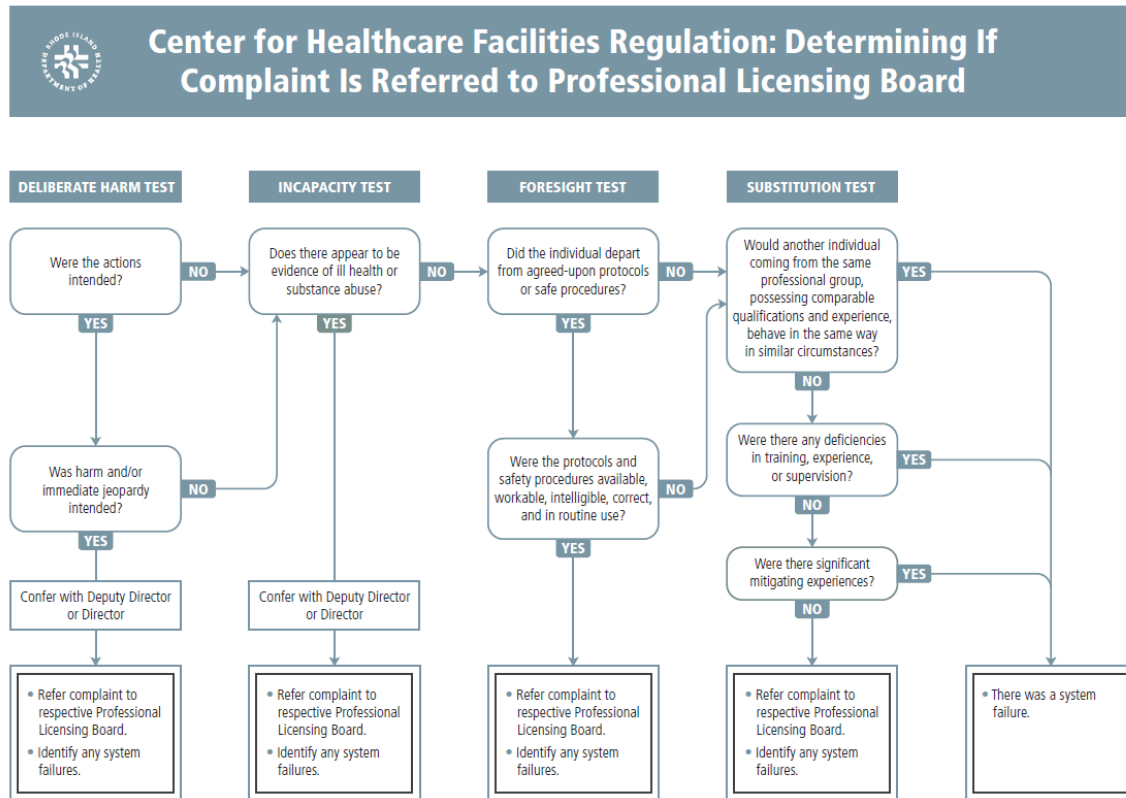 RHODE ISLAND
DEPARTMENT OF HEALTH
Center for Healthcare Facilities Regulation: Determining If
Complaint Is Referred to Professional Licensing Board
DELIBERATE HARM TEST
Were the actions
intended?
NO
YES
Was harm and/or
immediate jeopardy
intended?
NO
YES
Confer with Deputy Director
or Director
• Refer complaint to
respective Professional
Licensing Board.
• Identify any system
failures.
INCAPACITY TEST
Does there appear to be
evidence of ill health or
substance abuse?
NO
YES
Confer with Deputy Director
or Director
• Refer complaint to
respective Professional
Licensing Board.
• Identify any system
failures.
FORESIGHT TEST
Did the individual depart
from agreed-upon protocols
or safe procedures?
NO
YES
Were the protocols and
safety procedures available,
workable, intelligible, correct,
and in routine use?
NO
YES
• Refer complaint to
respective Professional
Licensing Board.
• Identify any system
failures.
SUBSTITUTION TEST
Would another individual
coming from the same
professional group,
possessing comparable
qualifications and experience,
behave in the same way
in similar circumstances?
YES
NO
Were there any deficiencies
in training, experience,
or supervision?
YES
NO
Were there significant
mitigating experiences?
YES
NO
• Refer complaint to
respective Professional
Licensing Board.
• Identify any system
failures.
• There was a system
failure.